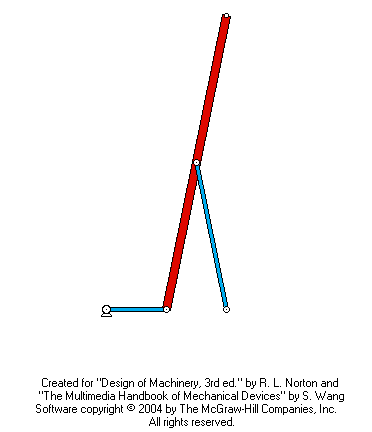 Created for "Design of Machinery, 3rd ed." by R. L. Norton and
"The Multimedia Handbook of Mechanical Devices" by S. Wang
Software copyright © 2004 by The McGraw-Hill Companies, Inc.
All rights reserved.